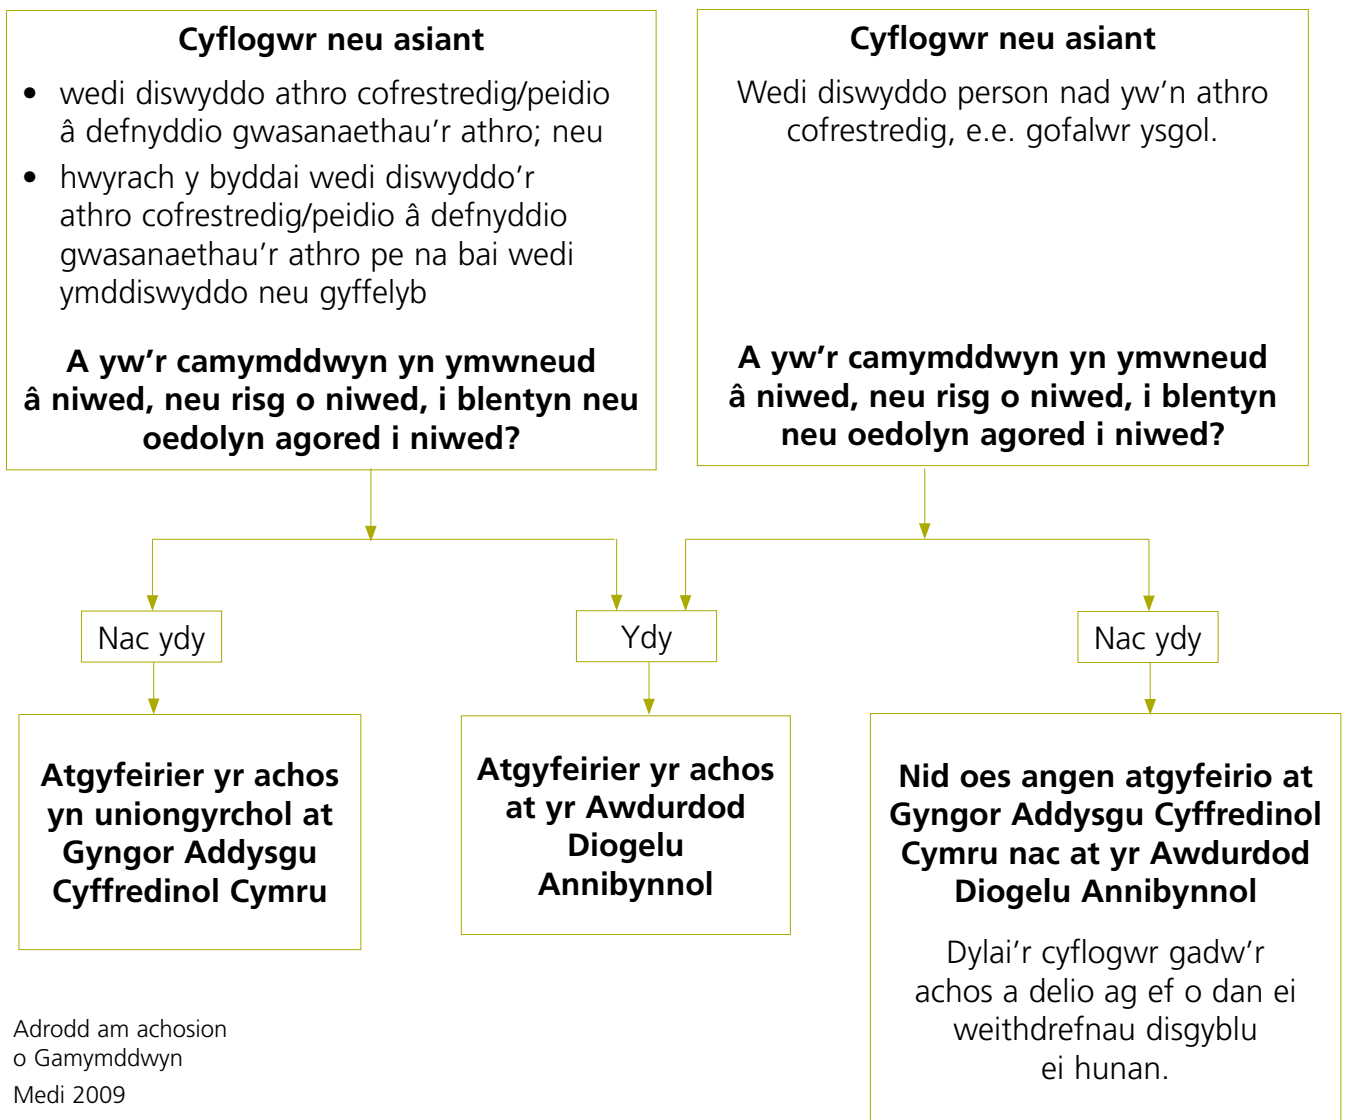 Cyflogwr neu asiant
• wedi diswyddo athro cofrestredig/peidio
â defnyddio gwasanaethau’r athro; neu
• hwyrach y byddai wedi diswyddo’r
athro cofrestredig/peidio â defnyddio
gwasanaethau’r athro pe na bai wedi
ymddiswyddo neu gyffelyb
A yw’r camymddwyn yn ymwneud
â niwed, neu risg o niwed, i blentyn neu
oedolyn agored i niwed?
Cyflogwr neu asiant
Wedi diswyddo person nad yw’n athro
cofrestredig, e.e. gofalwr ysgol.
A yw’r camymddwyn yn ymwneud
â niwed, neu risg o niwed, i blentyn
neu oedolyn agored i niwed?
Nac ydy
Ydy
Nac ydy
Atgyfeirier yr achos
yn uniongyrchol at
Gyngor Addysgu
Cyffredinol Cymru
Atgyfeirier yr achos
at yr Awdurdod
Diogelu
Annibynnol
Nid oes angen atgyfeirio at
Gyngor Addysgu Cyffredinol
Cymru nac at yr Awdurdod
Diogelu Annibynnol
Dylai’r cyflogwr gadw’r
achos a delio ag ef o dan ei
weithdrefnau disgyblu
ei hunan.
Adrodd am achosion
o Gamymddwyn
Medi 2009